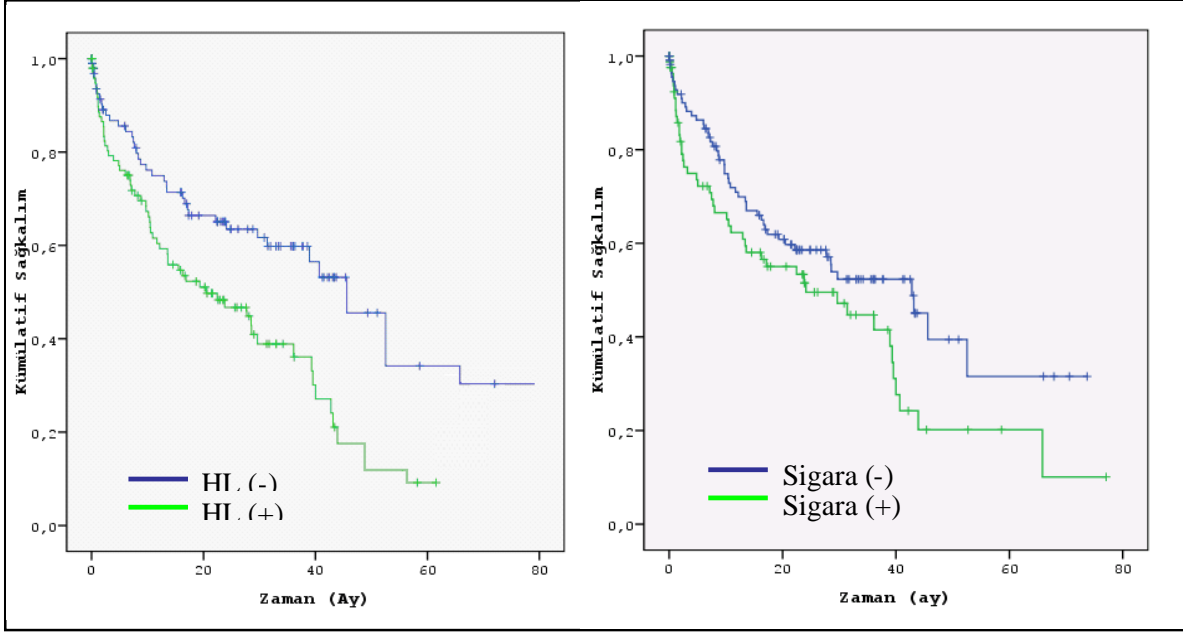 1,0
0,8
0,6
0,4
0,2
0,0
Kümülatif Sağkalım
0
20
40
60
80
Zaman (Ay)
HL (-)
HL (+)
1,0
0,8
0,6
0,4
0,2
0,0
Kümülatif Sağkalım
0
20
40
60
80
Zaman (ay)
Sigara (-)
Sigara (+)